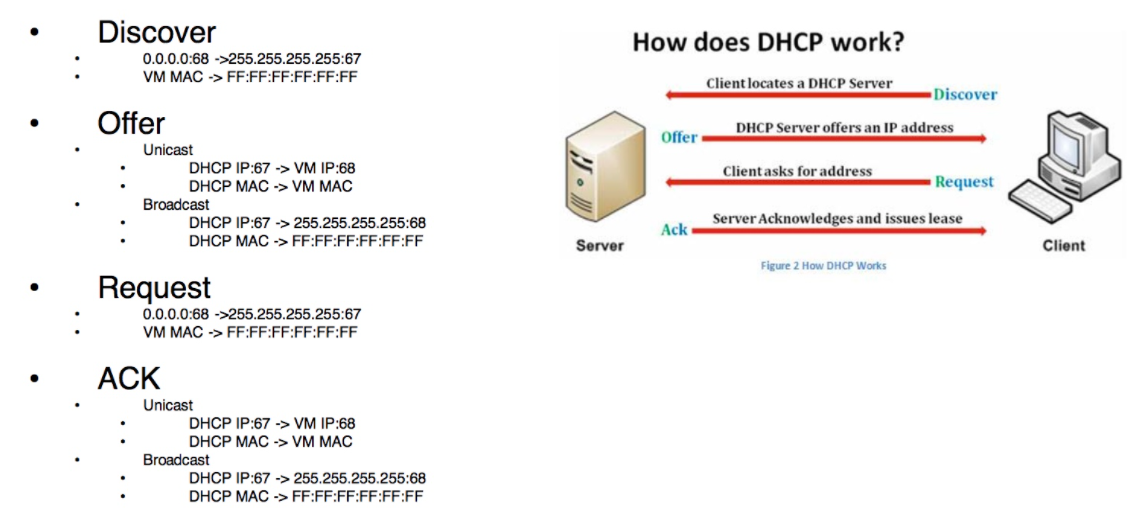 Discover
0.0.0.0:68 ->255.255.255.255:67
VM MAC -> FF:FF:FF:FF:FF:FF
Offer
Unicast
DHCP IP:67 -> VM IP:68
DHCP MAC -> VM MAC
Broadcast
DHCP IP:67 -> 255.255.255.255:68
DHCP MAC -> FF:FF:FF:FF:FF:FF
Request
0.0.0.0:68 ->255.255.255.255:67
VM MAC -> FF:FF:FF:FF:FF:FF
ACK
Unicast
DHCP IP:67 -> VM IP:68
DHCP MAC -> VM MAC
Broadcast
DHCP IP:67 -> 255.255.255.255:68
DHCP MAC -> FF:FF:FF:FF:FF:FF
How does DHCP work?
Client locates a DHCP Server
Discover
Offer
DHCP Server offers an IP address
Client asks for address
Request
Server Acknowledges and issues lease
Ack
Server
Client
Figure 2 How DHCP Works